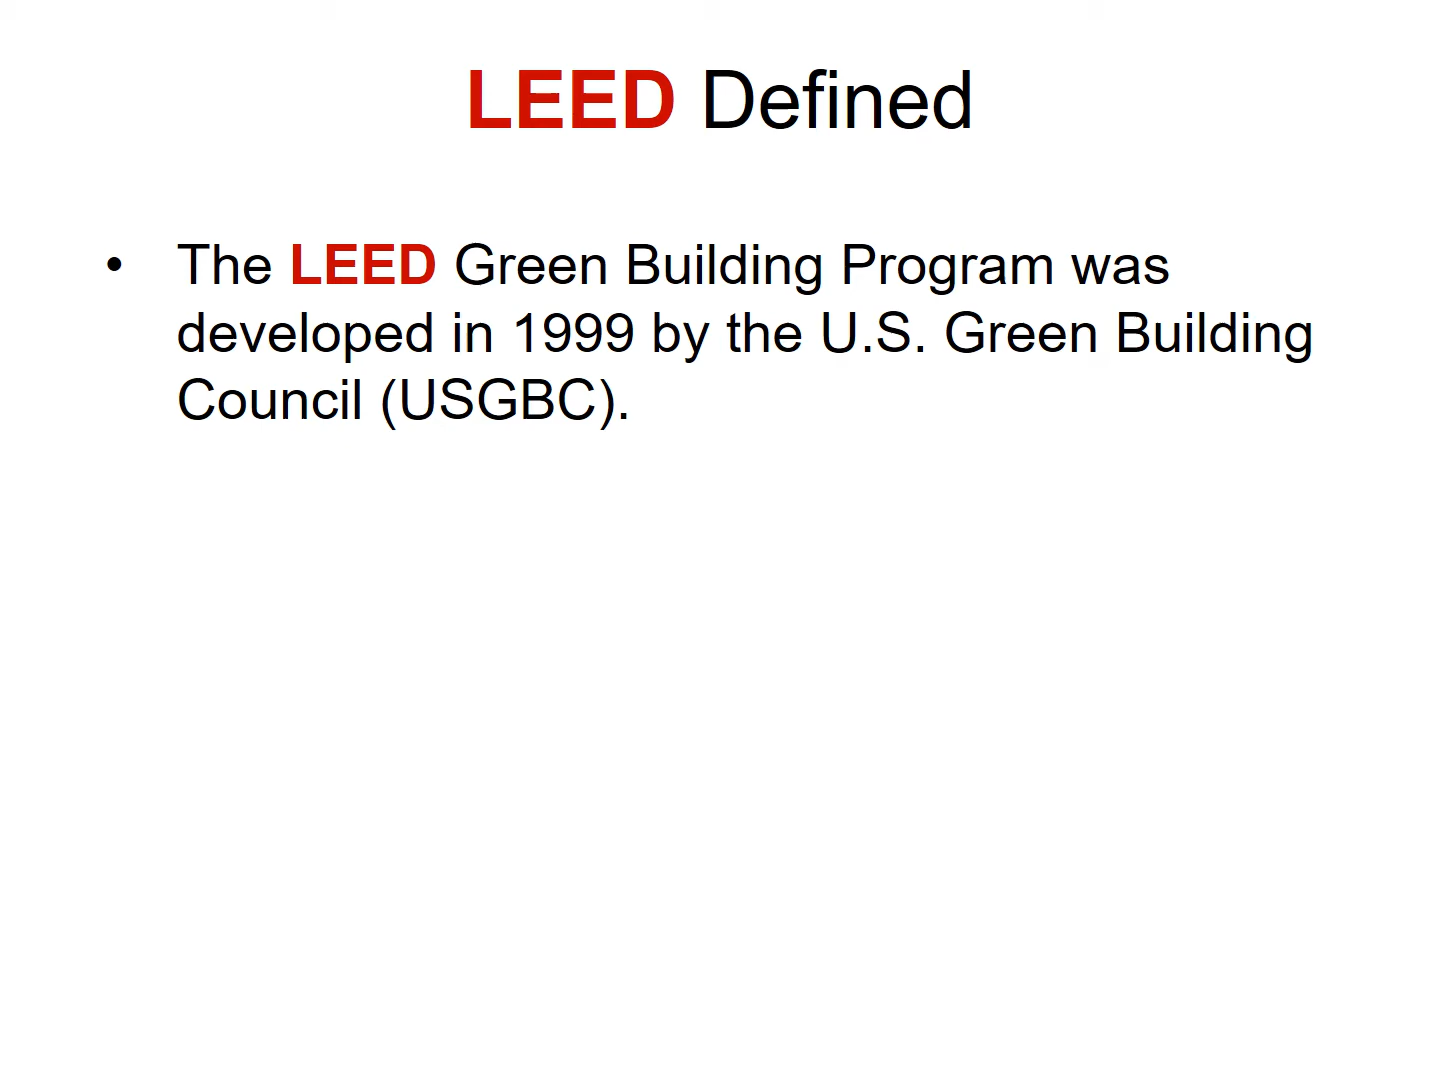 LEED Defined
• The LEED Green Building Program was
developed in 1999 by the U.S. Green Building
Council (USGBC).